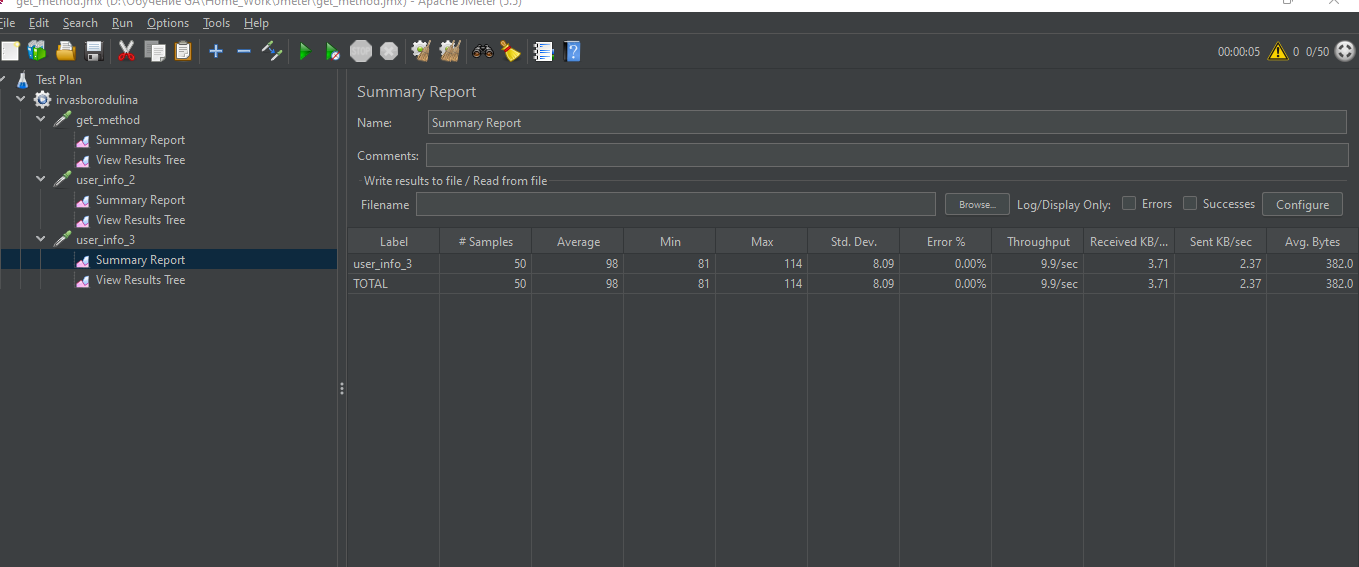 get_method.jmx (D:\Обучение QA\Home_Work\Jmeter\get_method.jmx) - Apache JMeter (5.5)
File Edit Search Run Options Tools Help
STOP
00:00:05 0 0/50
Test Plan
irvasborodulina
get_method
Summary Report
View Results Tree
user_info_2
Summary Report
View Results Tree
user_info_3
Summary Report
View Results Tree
Summary Report
Name: Summary Report
Comments:
Write results to file / Read from file
Filename Browse... Log/Display Only: Errors Successes Configure
Label # Samples Average Min Max Std. Dev. Error % Throughput Received KB/... Sent KB/sec Avg. Bytes
user_info_3 50 98 81 114 8.09 0.00% 9.9/sec 3.71 2.37 382.0
TOTAL 50 98 81 114 8.09 0.00% 9.9/sec 3.71 2.37 382.0